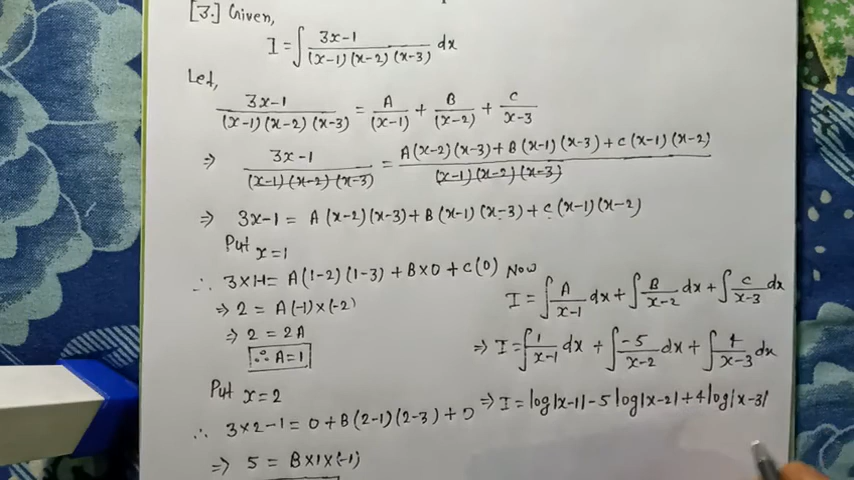 [3.] Given,
I = ∫ (3x-1)/((x-1)(x-2)(x-3)) dx
Let,
(3x-1)/((x-1)(x-2)(x-3)) = A/(x-1) + B/(x-2) + C/(x-3)
⇒ (3x-1)/((x-1)(x-2)(x-3)) = (A(x-2)(x-3)+B(x-1)(x-3)+C(x-1)(x-2))/((x-1)(x-2)(x-3))
⇒ 3x-1 = A(x-2)(x-3)+B(x-1)(x-3)+C(x-1)(x-2)
Put x=1
∴ 3×1-1 = A(1-2)(1-3)+B×0+C(0)
⇒ 2 = A(-1)×(-2)
⇒ 2 = 2A
∴ A=1
Put x=2
∴ 3×2-1 = 0+B(2-1)(2-3)+0
⇒ 5 = B×1×(-1)
Now
I = ∫ A/(x-1) dx + ∫ B/(x-2) dx + ∫ C/(x-3) dx
⇒ I = ∫ 1/(x-1) dx + ∫ -5/(x-2) dx + ∫ 4/(x-3) dx
⇒ I = log|x-1| - 5 log|x-2| + 4 log|x-3|